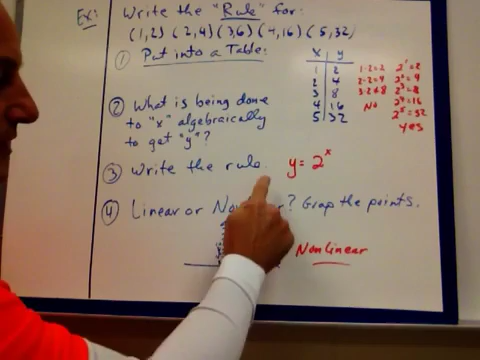 Ex: Write the "Rule" for:
(1,2) (2,4) (3,6) (4,16) (5,32)
① Put into a Table:
x y
1 2
2 4
3 8
4 16
5 32
1·2=2
2·2=4
3·2≠8
No
2¹=2
2²=4
2³=8
2⁴=16
2⁵=32
yes
② What is being done
to "x" algebraically
to get "y"?
③ Write the rule. y = 2ˣ
④ Linear or ? Grap the points.
Nonlinear